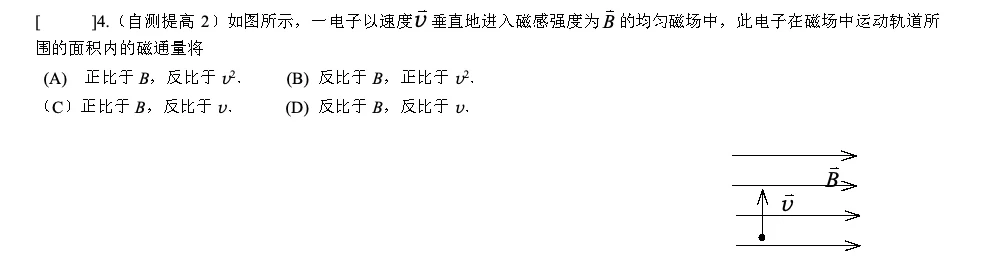 [ ]4.（自测提高 2）如图所示，一电子以速度 v⃗ 垂直地进入磁感强度为 B⃗ 的均匀磁场中，此电子在磁场中运动轨道所
围的面积内的磁通量将
(A) 正比于 B，反比于 v². (B) 反比于 B，正比于 v².
（C）正比于 B，反比于 v. (D) 反比于 B，反比于 v.
B⃗
v⃗